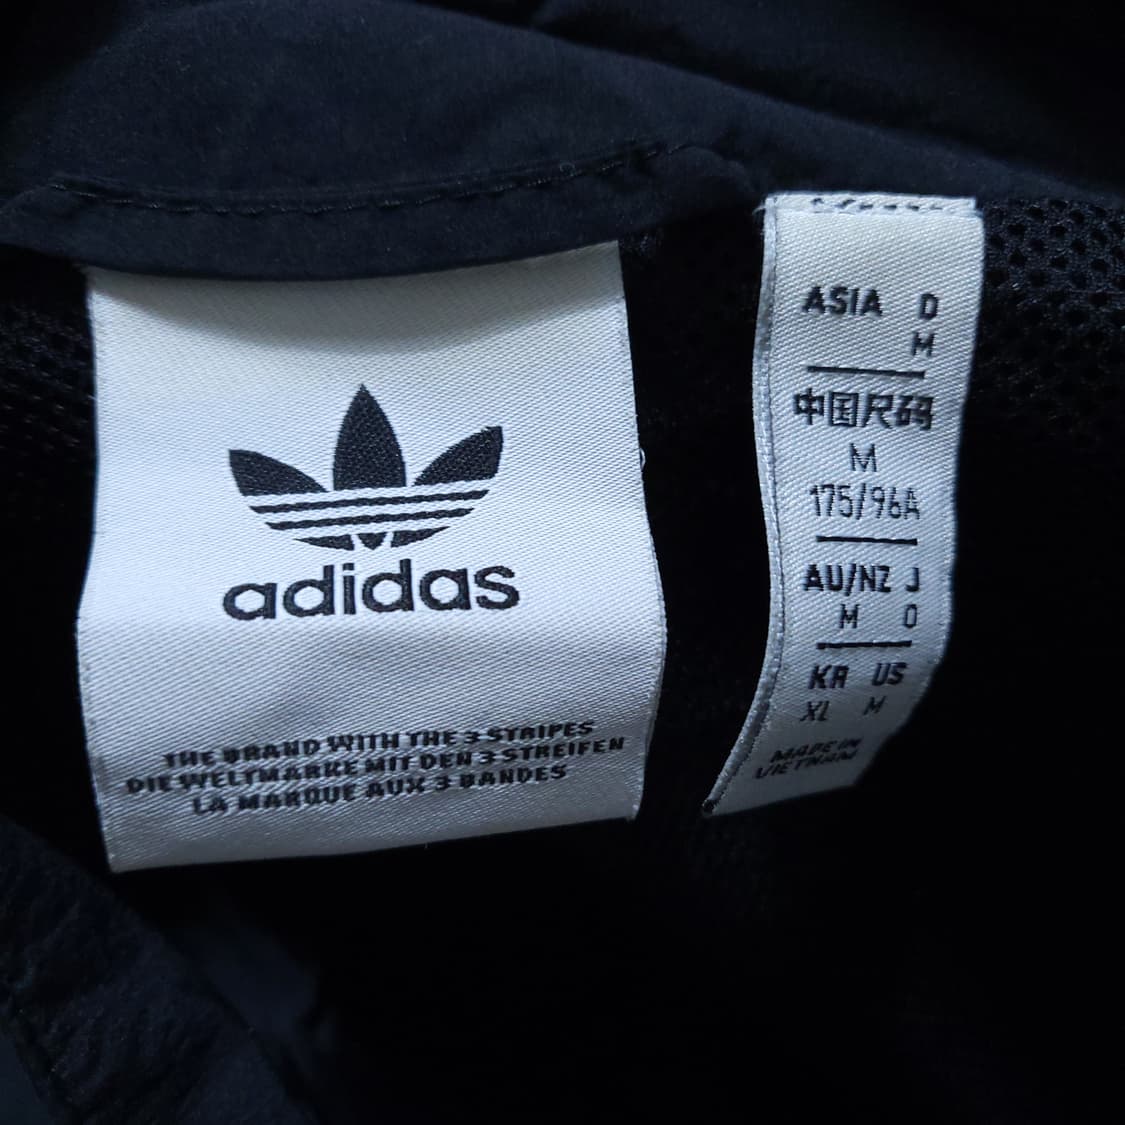 adidas
THE BRAND WITH THE 3 STRIPES
DIE WELTMARKE MIT DEN 3 STREIFEN
LA MARQUE AUX 3 BANDES
ASIA D
M
中国尺码
M
175/96A
AU/NZ J
M O
KR US
XL M
MADE IN
VIETNAM